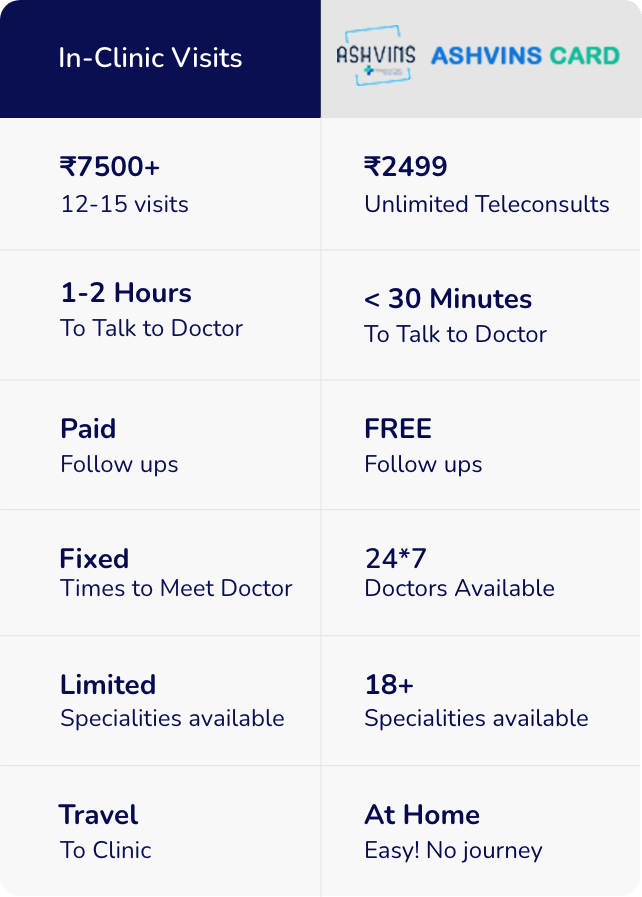 In-Clinic Visits
ASHVINS
ASHVINS CARD
₹7500+
12-15 visits
₹2499
Unlimited Teleconsults
1-2 Hours
To Talk to Doctor
< 30 Minutes
To Talk to Doctor
Paid
Follow ups
FREE
Follow ups
Fixed
Times to Meet Doctor
24*7
Doctors Available
Limited
Specialities available
18+
Specialities available
Travel
To Clinic
At Home
Easy! No journey